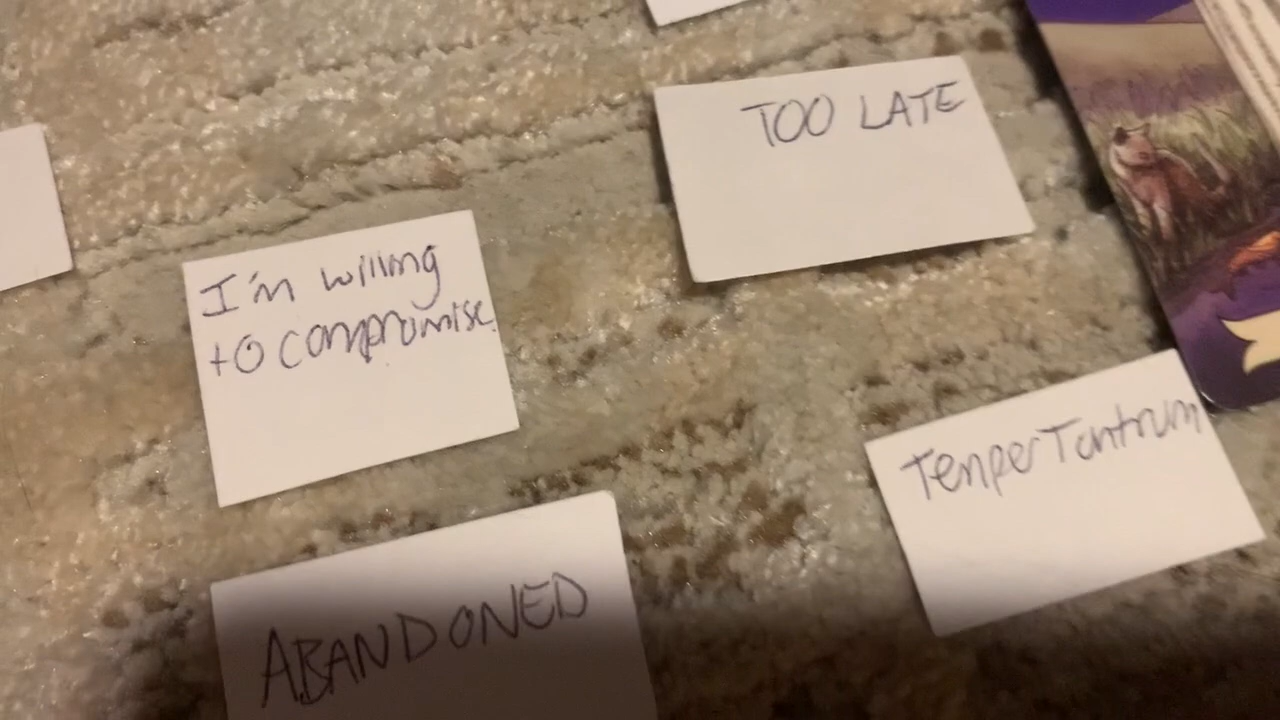 TOO LATE
I'm willing
to compromise.
Temper Tantrum
ABANDONED